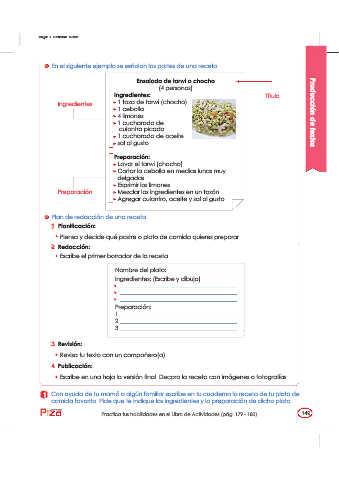 En el siguiente ejemplo se señalan las partes de una receta
Ensalada de tarwi o chocho
(4 personas)
Título
Ingredientes
Ingredientes:
1 taza de tarwi (chocho)
1 cebolla
4 limones
1 cucharada de
culantro picado
1 cucharada de aceite
sal al gusto
Preparación
Preparación:
Lavar el tarwi (chocho)
Cortar la cebolla en medias lunas muy
delgadas
Exprimir los limones
Mezclar los ingredientes en un tazón
Agregar culantro, aceite y sal al gusto
Producción de textos
Plan de redacción de una receta
1 Planificación:
Piensa y decide qué postre o plato de comida quieres preparar
2 Redacción:
Escribe el primer borrador de la receta
Nombre del plato:
Ingredientes: (Escribe y dibuja)
Preparación:
1
2
3
3 Revisión:
Revisa tu texto con un compañero(a)
4 Publicación:
Escribe en una hoja la versión final Decora la receta con imágenes o fotografías
1 Con ayuda de tu mamá o algún familiar escribe en tu cuaderno la receta de tu plato de
comida favorito Pide que te indique los ingredientes y la preparación de dicho plato
Practica tus habilidades en el Libro de Actividades (pág. 179 - 180)